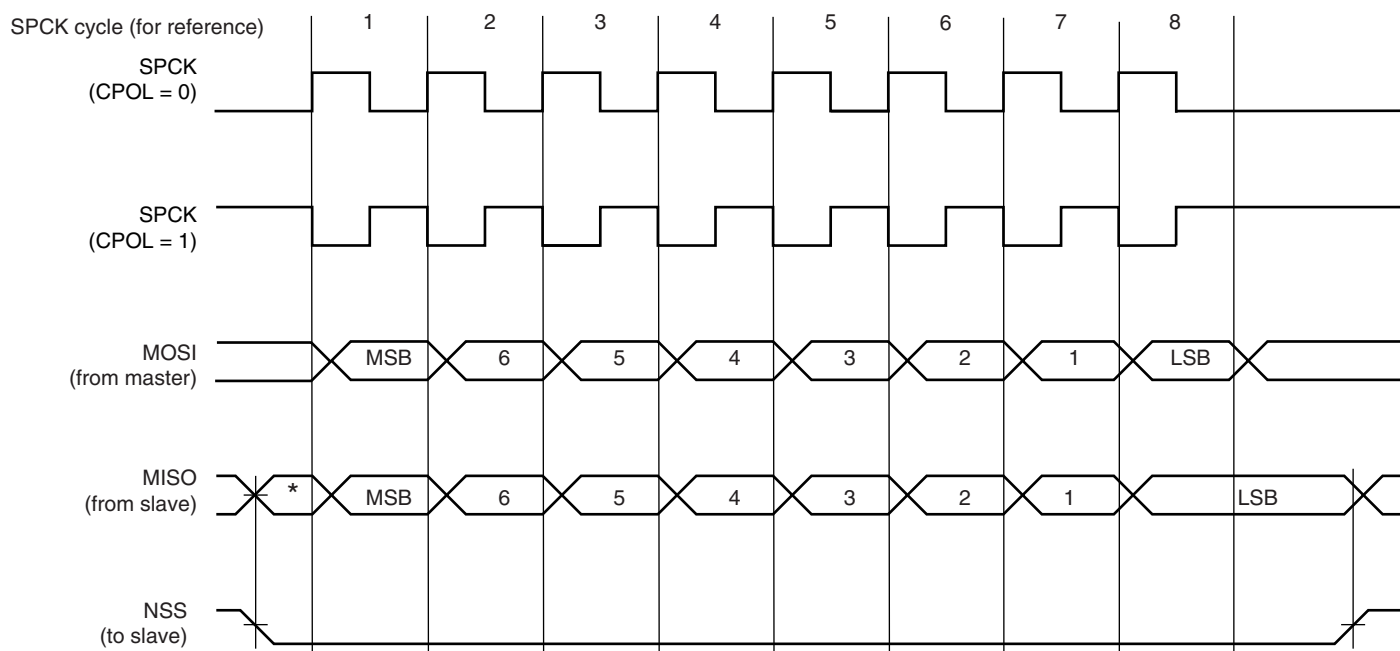 SPCK cycle (for reference) 1 2 3 4 5 6 7 8
SPCK
(CPOL = 0)
SPCK
(CPOL = 1)
MOSI
(from master)
MSB 6 5 4 3 2 1 LSB
MISO
(from slave)
* MSB 6 5 4 3 2 1 LSB
NSS
(to slave)